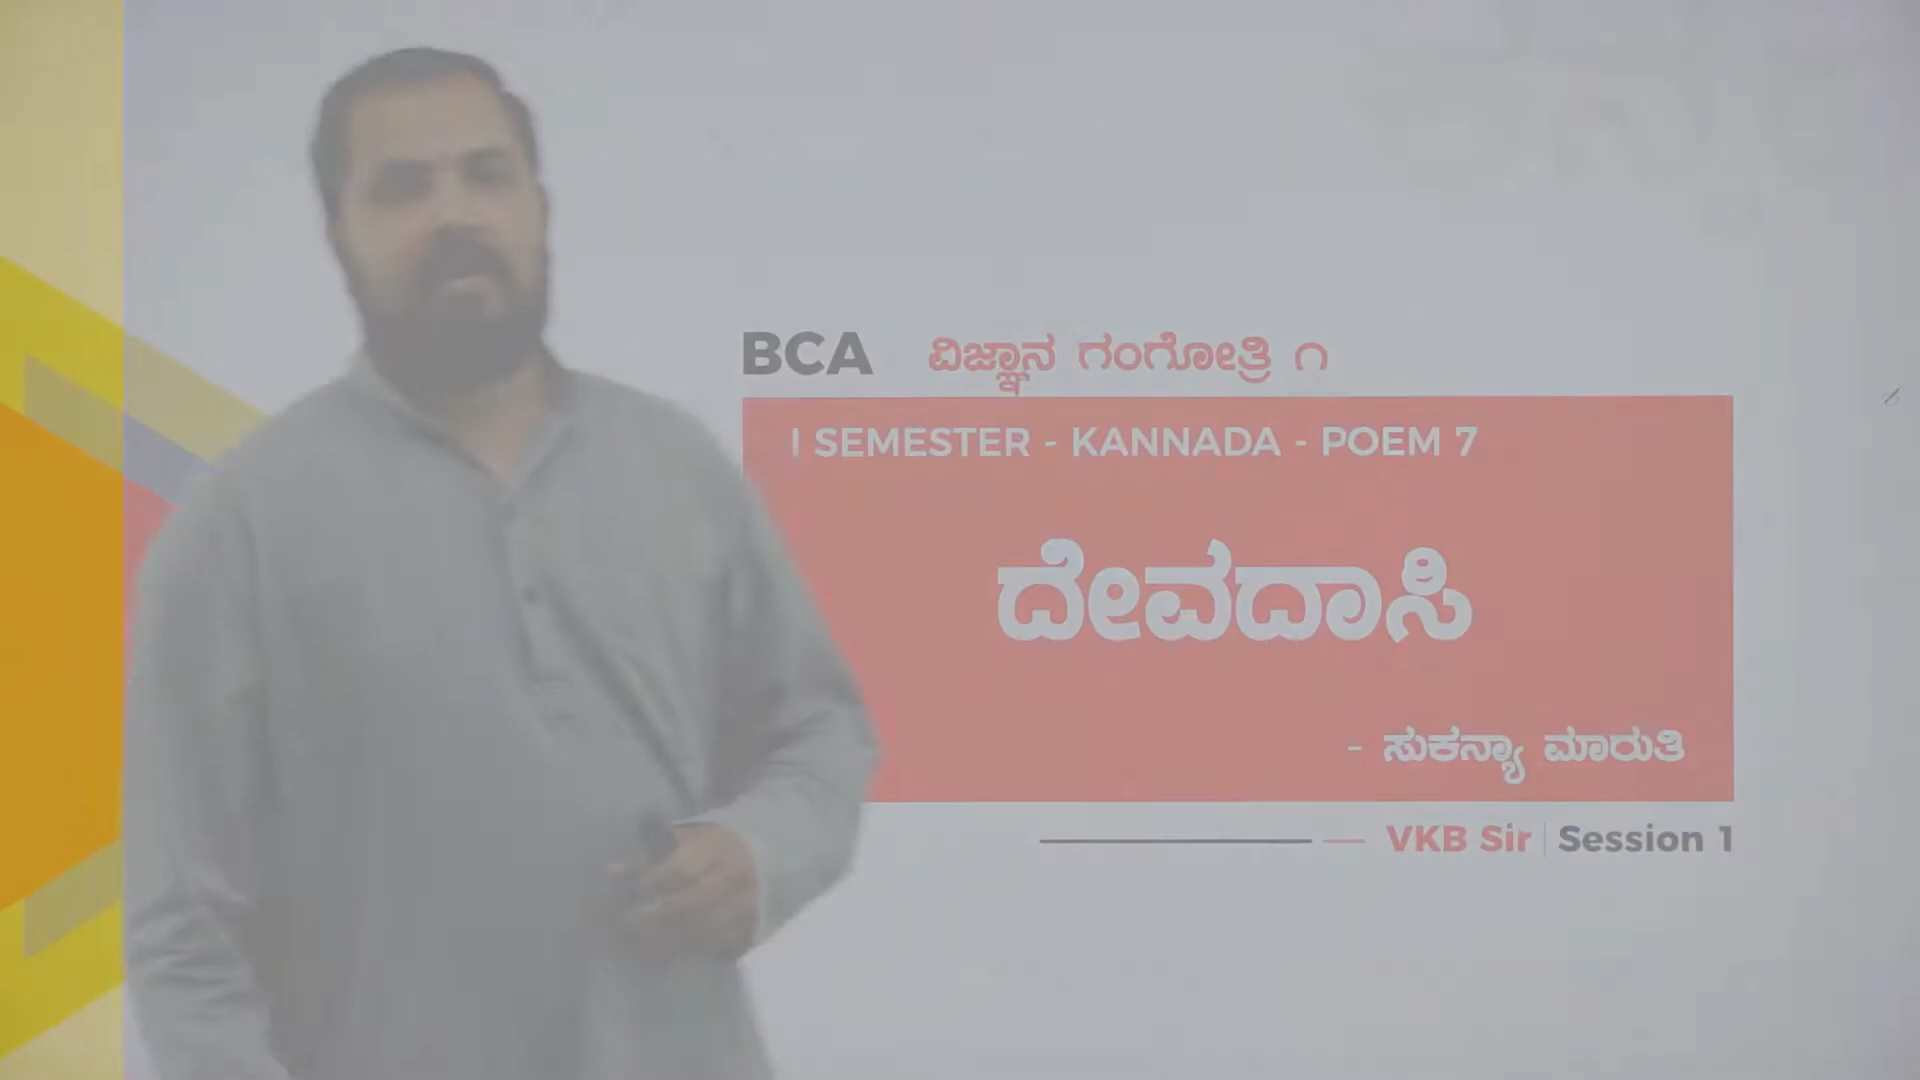 BCA ವಿಜ್ಞಾನ ಗಂಗೋತ್ರಿ ೧
I SEMESTER - KANNADA - POEM 7
ದೇವದಾಸಿ
- ಸುಕನ್ಯಾ ಮಾರುತಿ
VKB Sir | Session 1